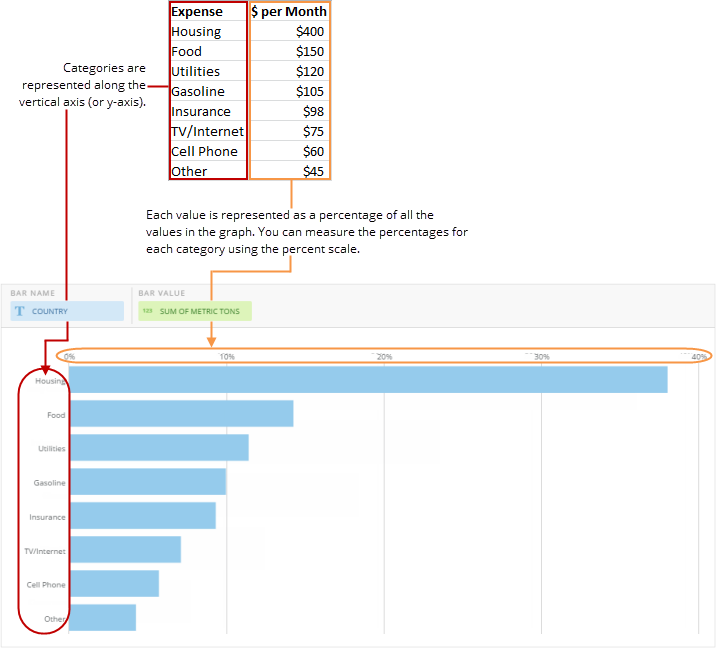 Expense $ per Month
Housing $400
Food $150
Utilities $120
Gasoline $105
Insurance $98
TV/Internet $75
Cell Phone $60
Other $45
Categories are
represented along the
vertical axis (or y-axis).
Each value is represented as a percentage of all the
values in the graph. You can measure the percentages for
each category using the percent scale.
BAR NAME BAR VALUE
T COUNTRY 123 SUM OF METRIC TONS
0% 10% 20% 30% 40%
Housing
Food
Utilities
Gasoline
Insurance
TV/Internet
Cell Phone
Other